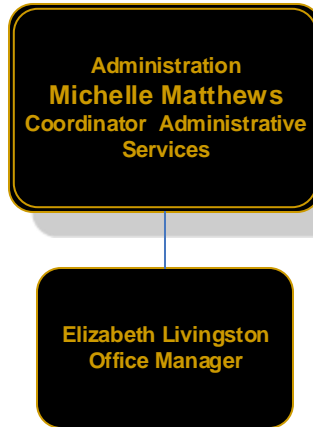 Administration
Michelle Matthews
Coordinator Administrative
Services
Elizabeth Livingston
Office Manager